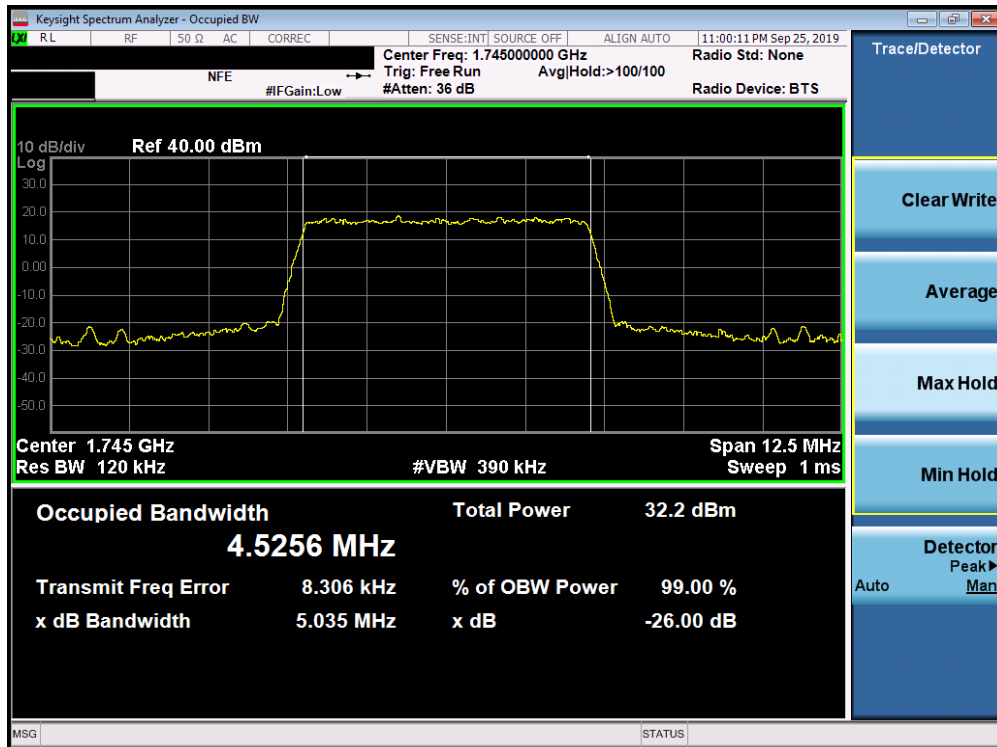 Keysight Spectrum Analyzer - Occupied BW
LXI RL RF 50 Ω AC CORREC SENSE:INT SOURCE OFF ALIGN AUTO 11:00:11 PM Sep 25, 2019
Center Freq: 1.745000000 GHz Radio Std: None
NFE Trig: Free Run Avg|Hold:>100/100
#IFGain:Low #Atten: 36 dB Radio Device: BTS
10 dB/div Ref 40.00 dBm
Log
30.0
20.0
10.0
0.00
-10.0
-20.0
-30.0
-40.0
-50.0
Center 1.745 GHz Span 12.5 MHz
Res BW 120 kHz #VBW 390 kHz Sweep 1 ms
Occupied Bandwidth Total Power 32.2 dBm
4.5256 MHz
Transmit Freq Error 8.306 kHz % of OBW Power 99.00 %
x dB Bandwidth 5.035 MHz x dB -26.00 dB
Trace/Detector
Clear Write
Average
Max Hold
Min Hold
Detector
Peak▶
Auto Man
MSG STATUS